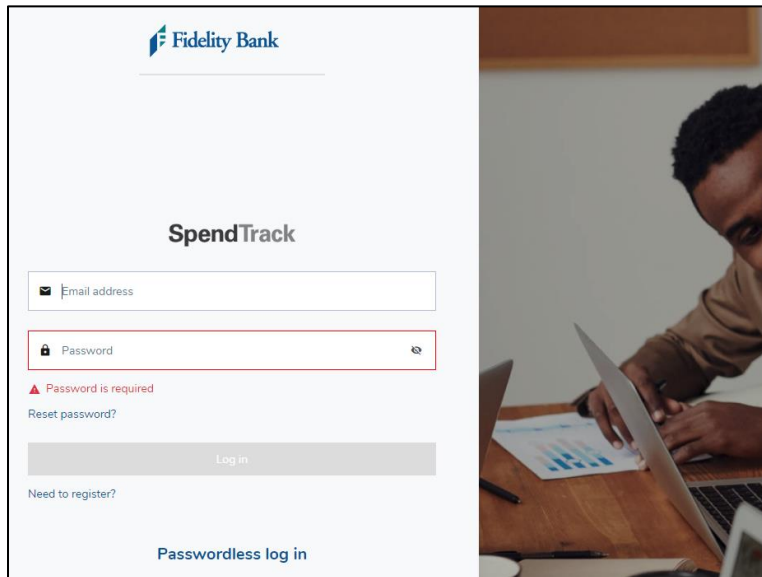 Fidelity Bank
SpendTrack
Email address
Password
Password is required
Reset password?
Log in
Need to register?
Passwordless log in